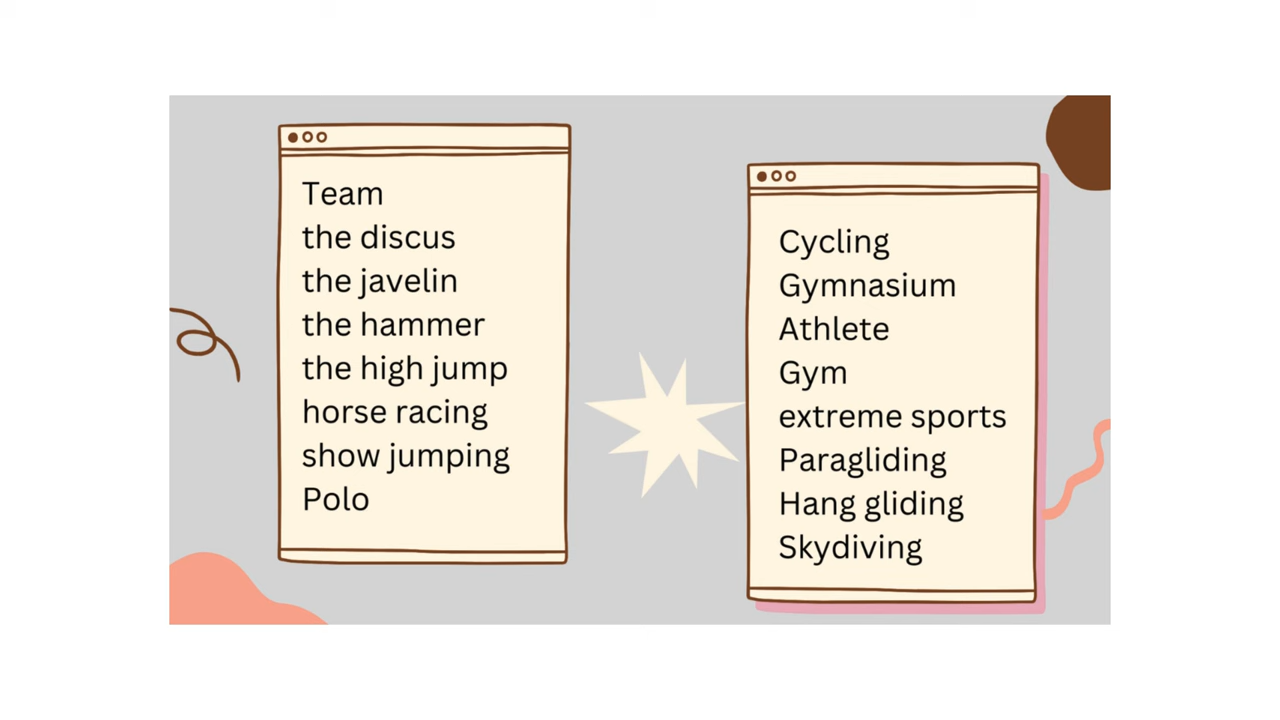 Team
the discus
the javelin
the hammer
the high jump
horse racing
show jumping
Polo
Cycling
Gymnasium
Athlete
Gym
extreme sports
Paragliding
Hang gliding
Skydiving